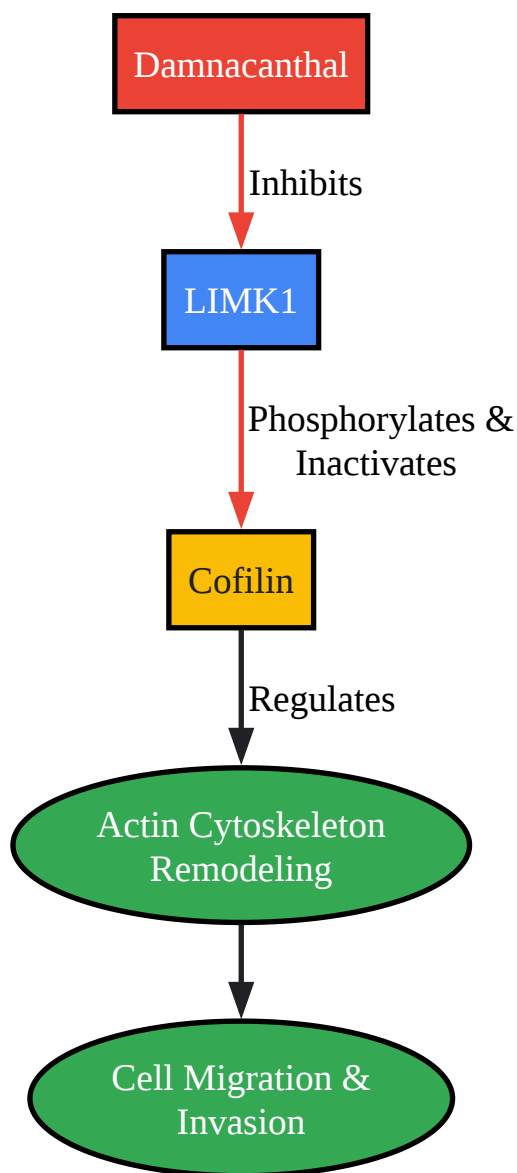 Damnacanthal
Inhibits
LIMK1
Phosphorylates &
Inactivates
Cofilin
Regulates
Actin Cytoskeleton
Remodeling
Cell Migration &
Invasion